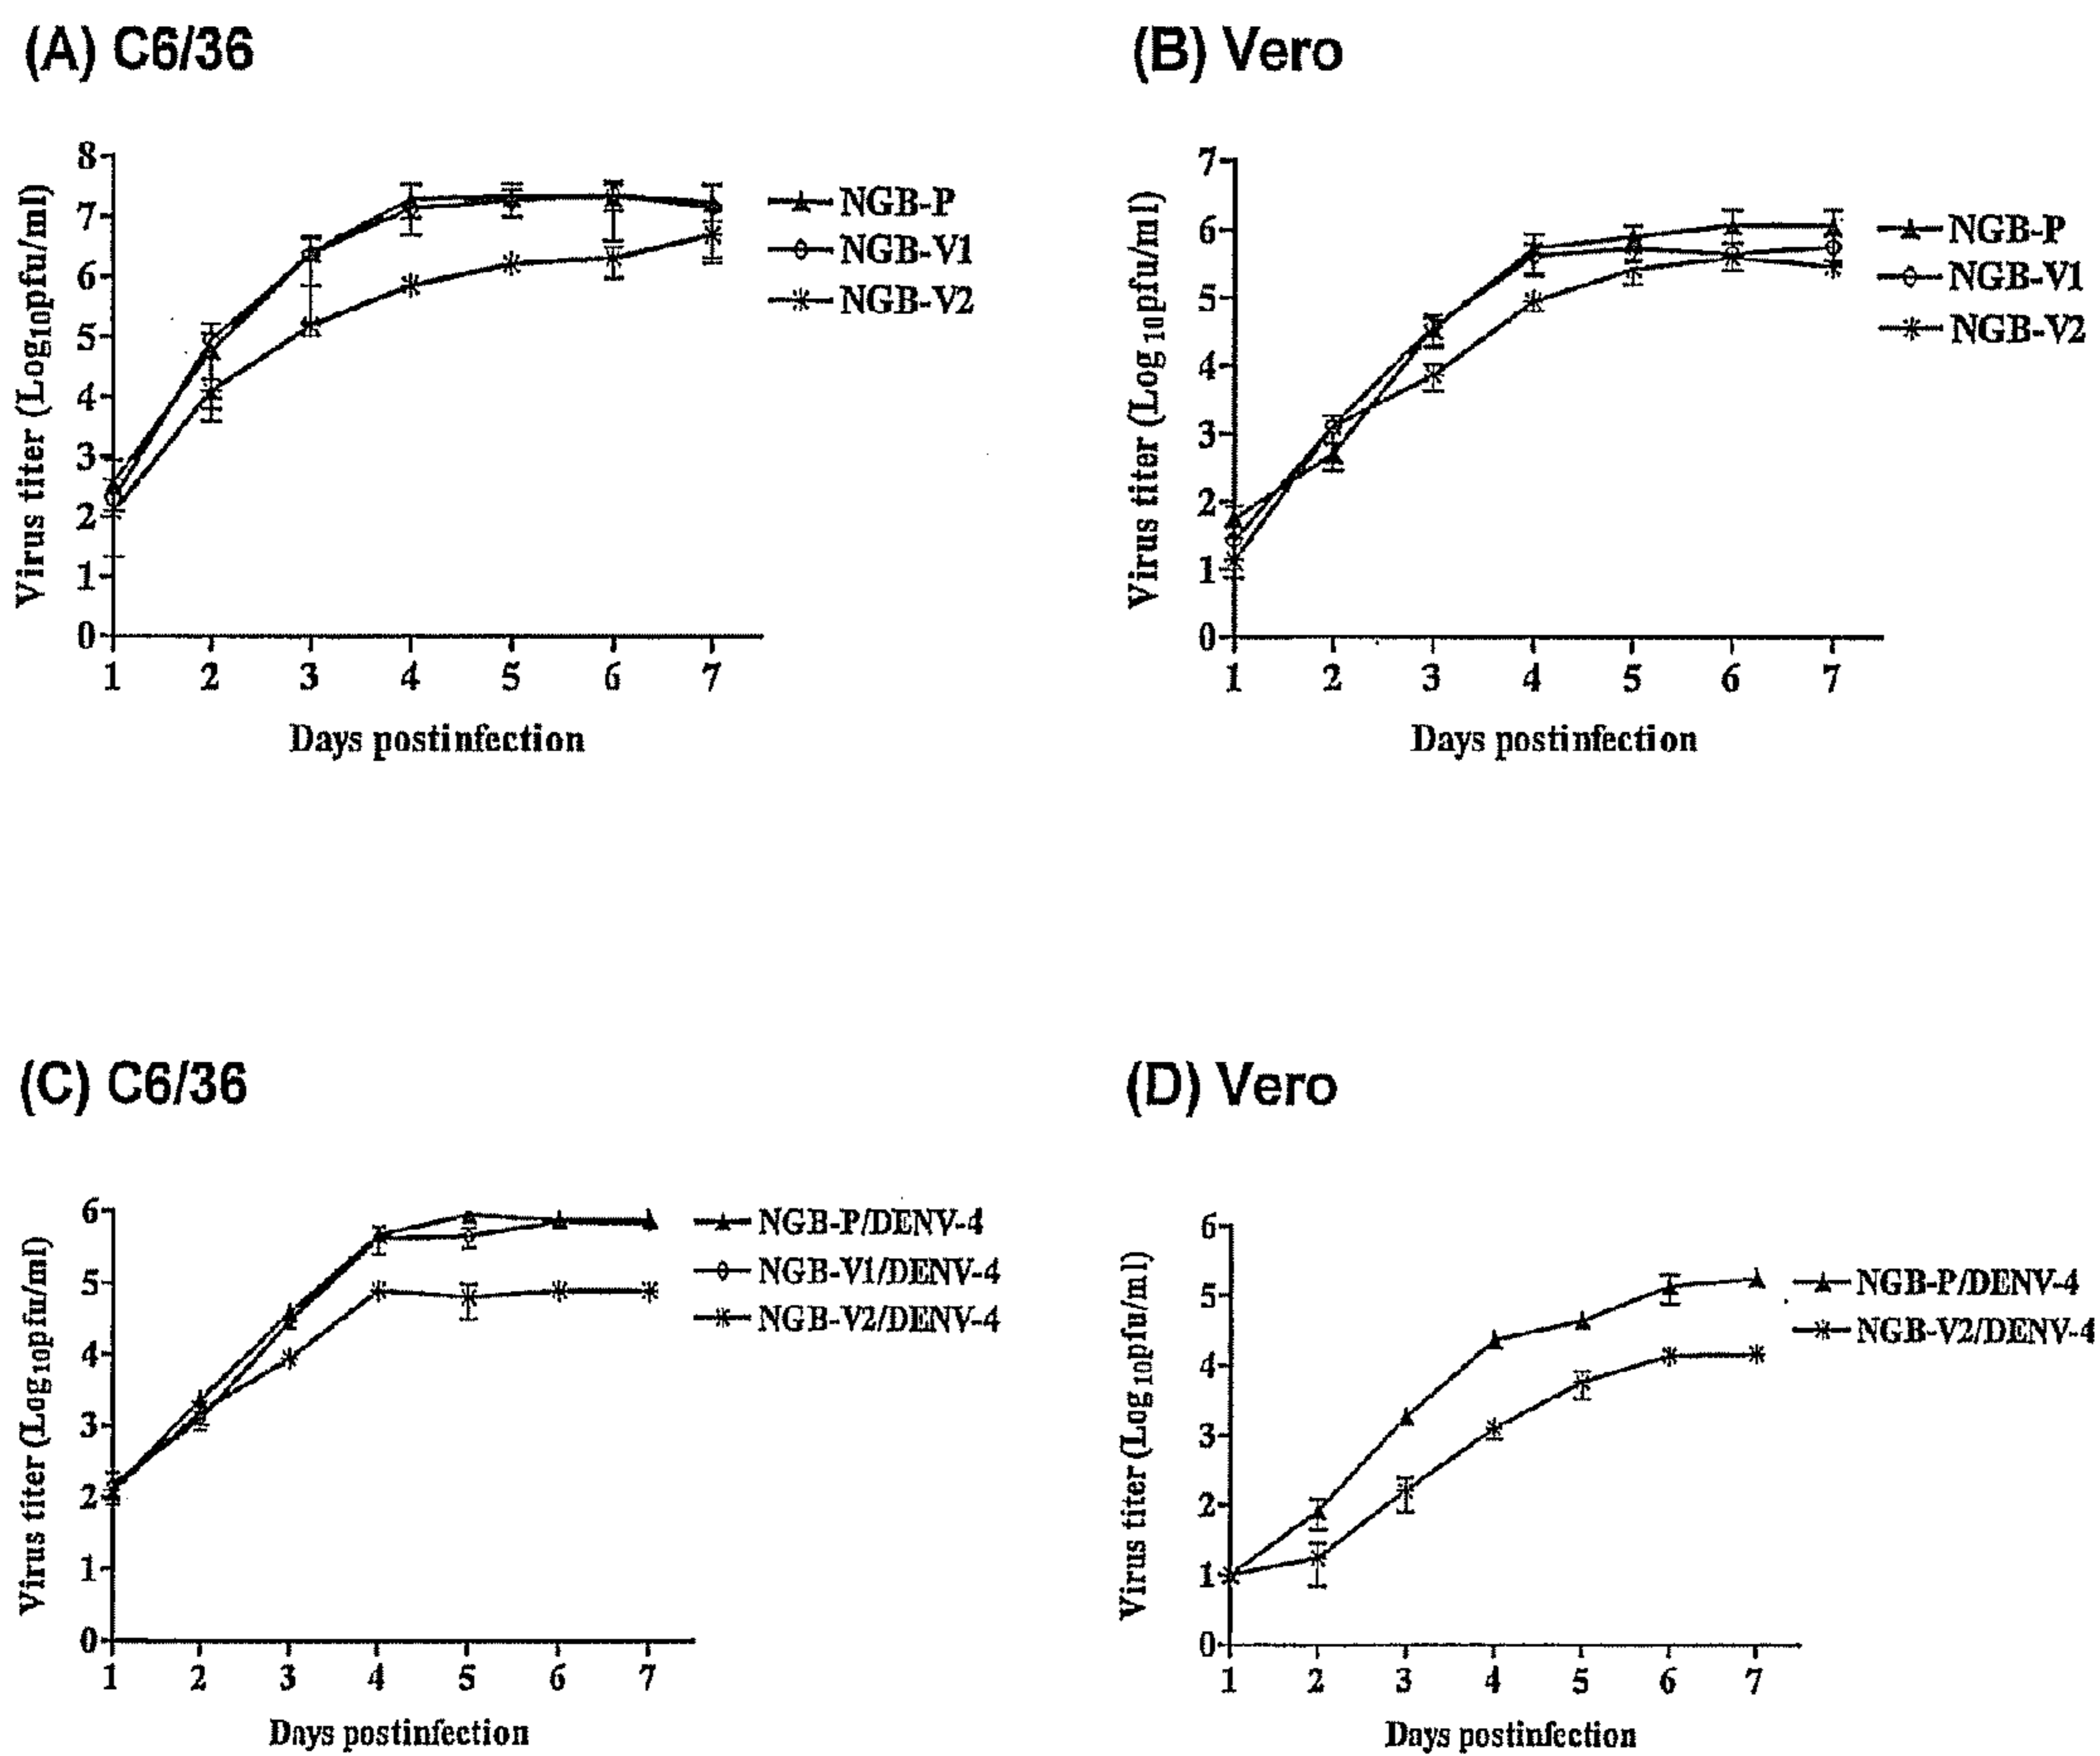 (A) C6/36
Virus titer (Log10pfu/ml)
8
7
6
5
4
3
2
1
0
1 2 3 4 5 6 7
Days postinfection
NGB-P
NGB-V1
NGB-V2
(B) Vero
Virus titer (Log10pfu/ml)
7
6
5
4
3
2
1
0
1 2 3 4 5 6 7
Days postinfection
NGB-P
NGB-V1
NGB-V2
(C) C6/36
Virus titer (Log10pfu/ml)
6
5
4
3
2
1
0
1 2 3 4 5 6 7
Days postinfection
NGB-P/DENV-4
NGB-V1/DENV-4
NGB-V2/DENV-4
(D) Vero
Virus titer (Log10pfu/ml)
6
5
4
3
2
1
0
1 2 3 4 5 6 7
Days postinfection
NGB-P/DENV-4
NGB-V2/DENV-4